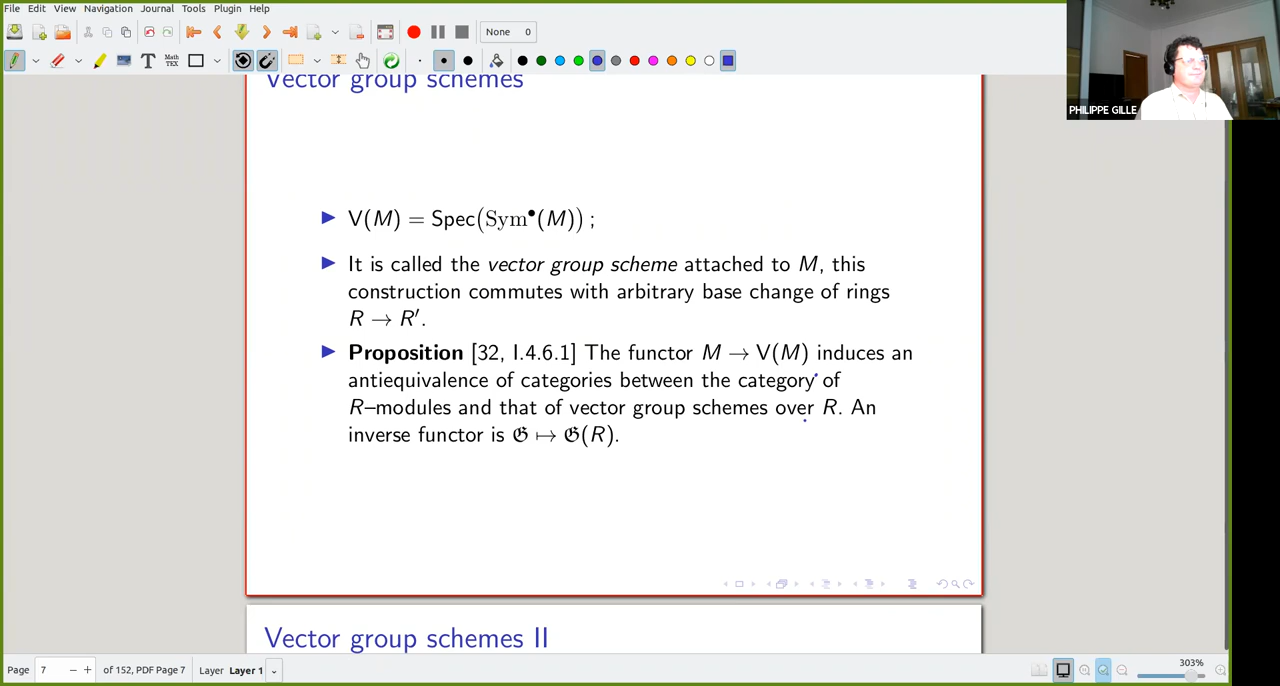 File Edit View Navigation Journal Tools Plugin Help
None 0
Math
TEX
PHILIPPE GILLE
Vector group schemes
V(M) = Spec(Sym•(M)) ;
It is called the vector group scheme attached to M, this
construction commutes with arbitrary base change of rings
R → R′.
Proposition [32, I.4.6.1] The functor M → V(M) induces an
antiequivalence of categories between the category of
R–modules and that of vector group schemes over R. An
inverse functor is 𝔊 ↦ 𝔊(R).
Vector group schemes II
Page 7 of 152, PDF Page 7 Layer Layer 1
303%